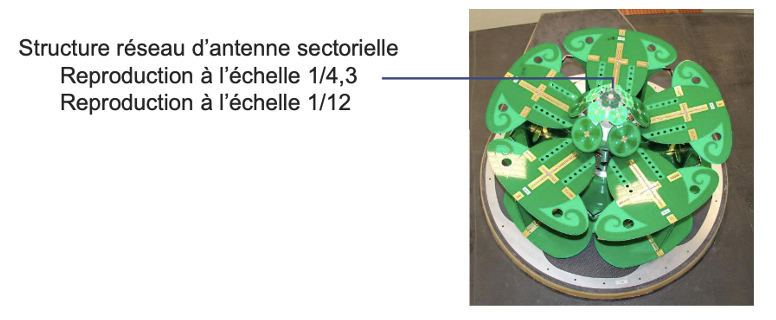 Structure réseau d’antenne sectorielle
Reproduction à l’échelle 1/4,3
Reproduction à l’échelle 1/12